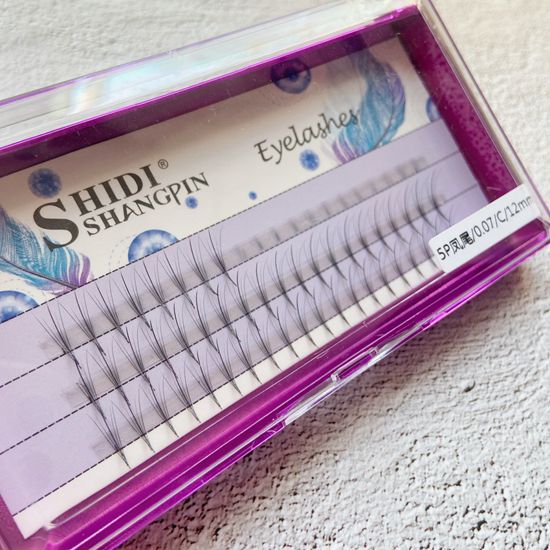 SHIDI®
SHANGPIN
Eyelashes
5P凤尾/0.07/C/12mm